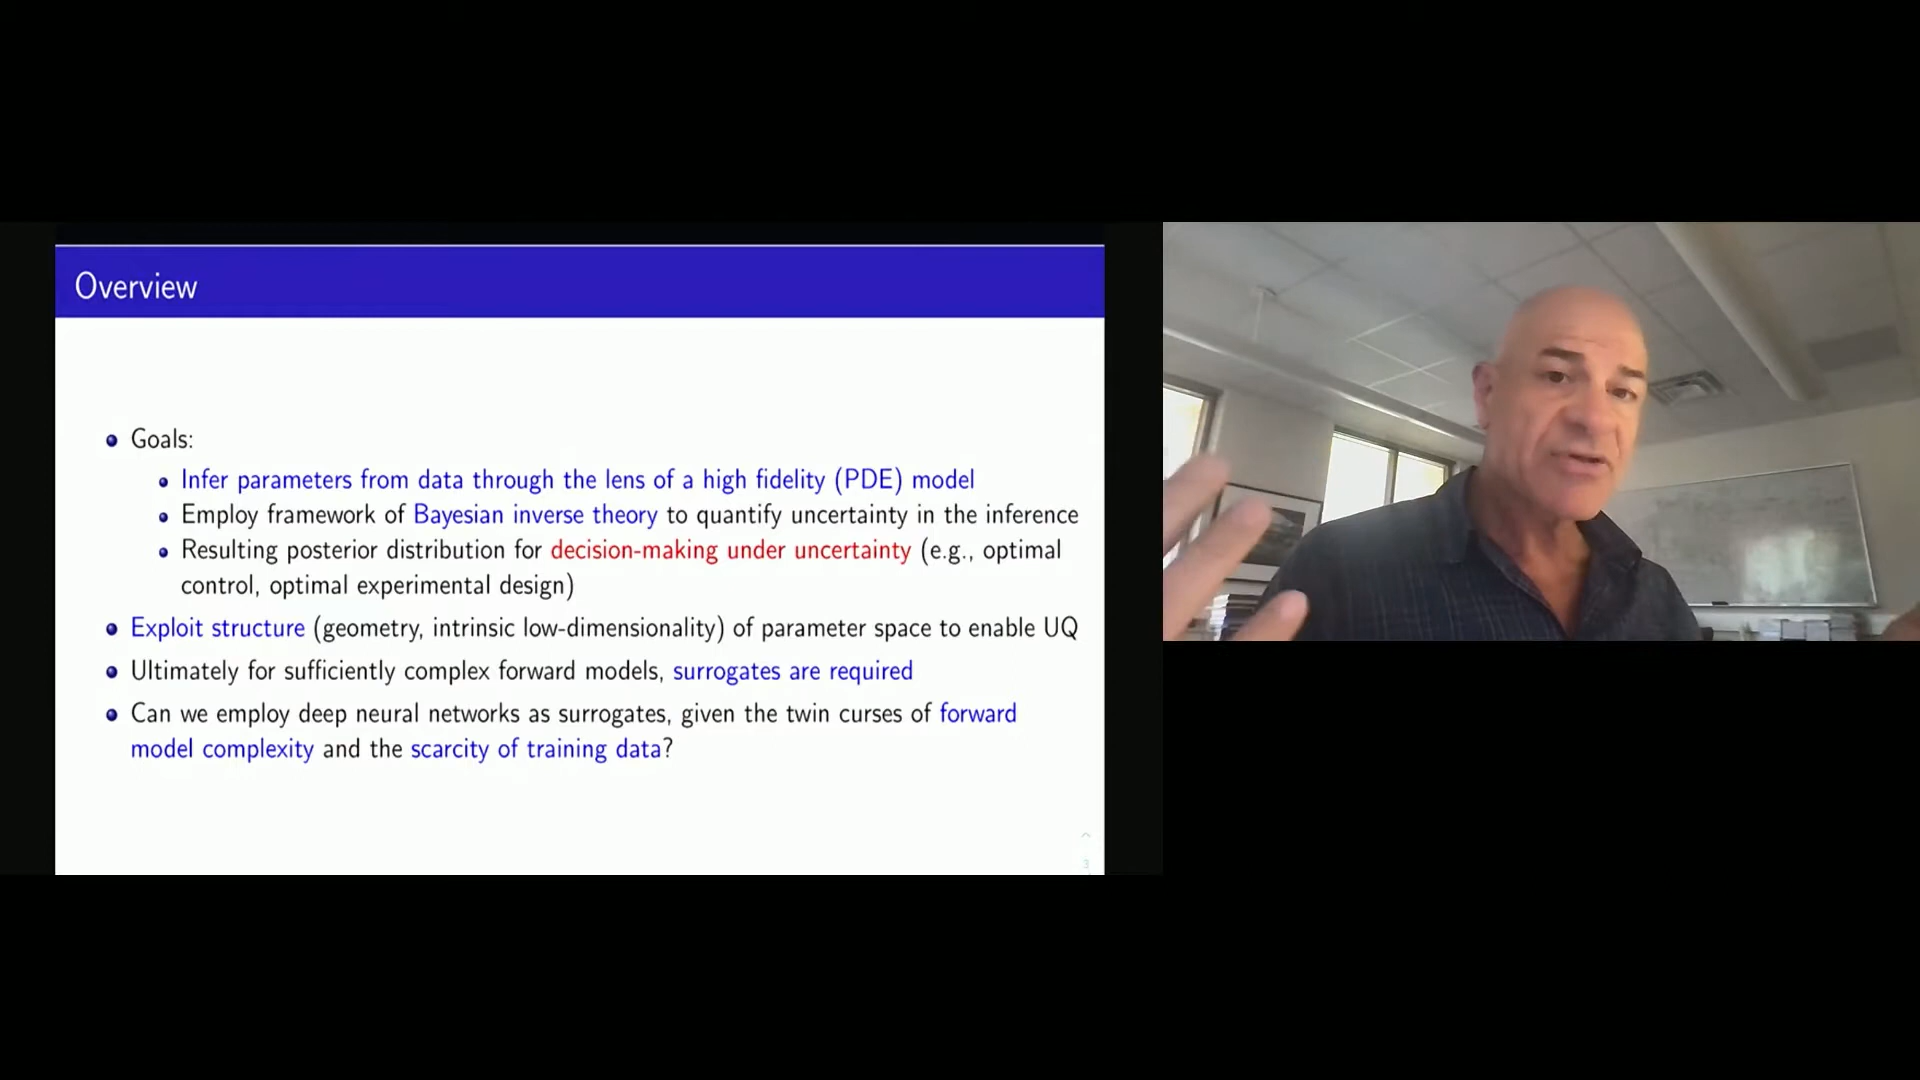 Overview
Goals:
Infer parameters from data through the lens of a high fidelity (PDE) model
Employ framework of Bayesian inverse theory to quantify uncertainty in the inference
Resulting posterior distribution for decision-making under uncertainty (e.g., optimal
control, optimal experimental design)
Exploit structure (geometry, intrinsic low-dimensionality) of parameter space to enable UQ
Ultimately for sufficiently complex forward models, surrogates are required
Can we employ deep neural networks as surrogates, given the twin curses of forward
model complexity and the scarcity of training data?
3